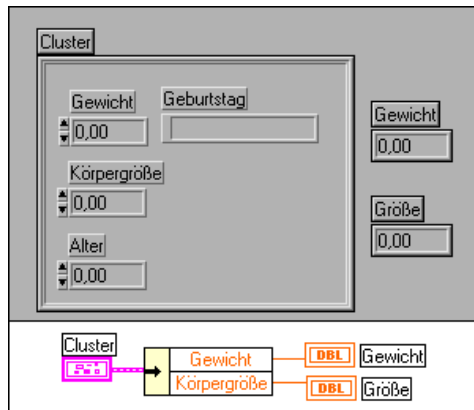 Cluster
Gewicht Geburtstag
0,00
Körpergröße
0,00
Alter
0,00
Gewicht
0,00
Größe
0,00
Cluster
Gewicht
Körpergröße
DBL Gewicht
DBL Größe